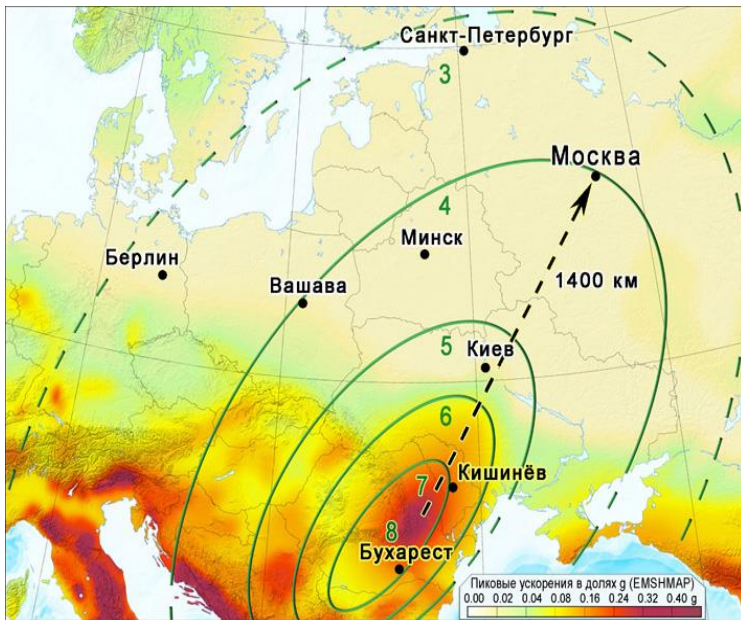 Санкт-Петербург
3
Москва
4
Минск
Берлин
1400 км
Вашава
5
Киев
6
Кишинёв
7
8
Бухарест
Пиковые ускорения в долях g (EMSHMAP)
0.00 0.02 0.04 0.08 0.16 0.24 0.32 0.40 g